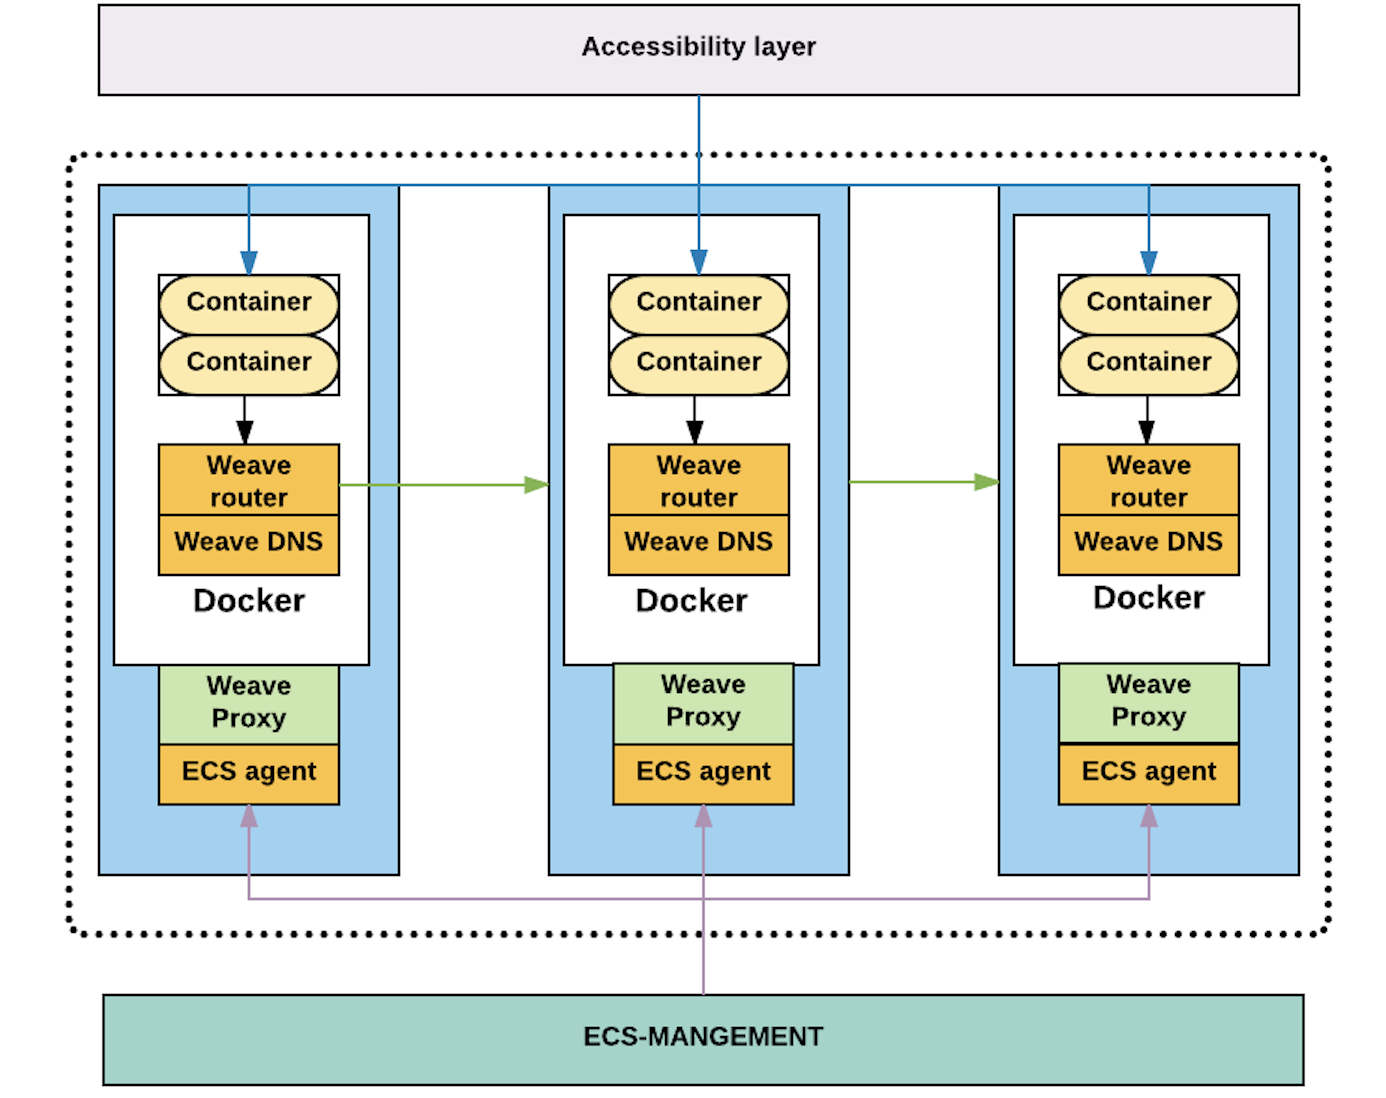 Accessibility layer
Container
Container
Weave
router
Weave DNS
Docker
Weave
Proxy
ECS agent
Container
Container
Weave
router
Weave DNS
Docker
Weave
Proxy
ECS agent
Container
Container
Weave
router
Weave DNS
Docker
Weave
Proxy
ECS agent
ECS-MANGEMENT